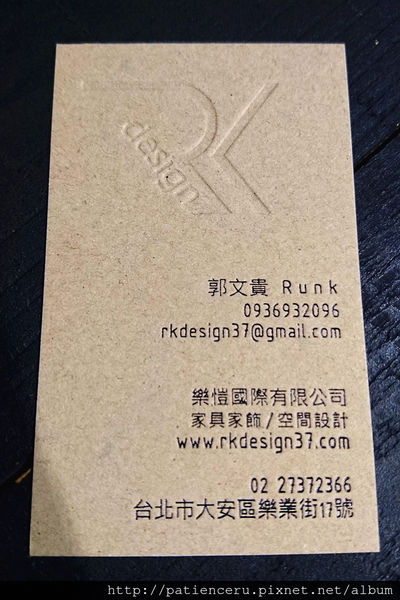 RK
design
郭文貴 Runk
0936932096
rkdesign37@gmail.com
樂愷國際有限公司
家具家飾/空間設計
www.rkdesign37.com
02 27372366
台北市大安區樂業街17號
http://patienceru.pixnet.net/album